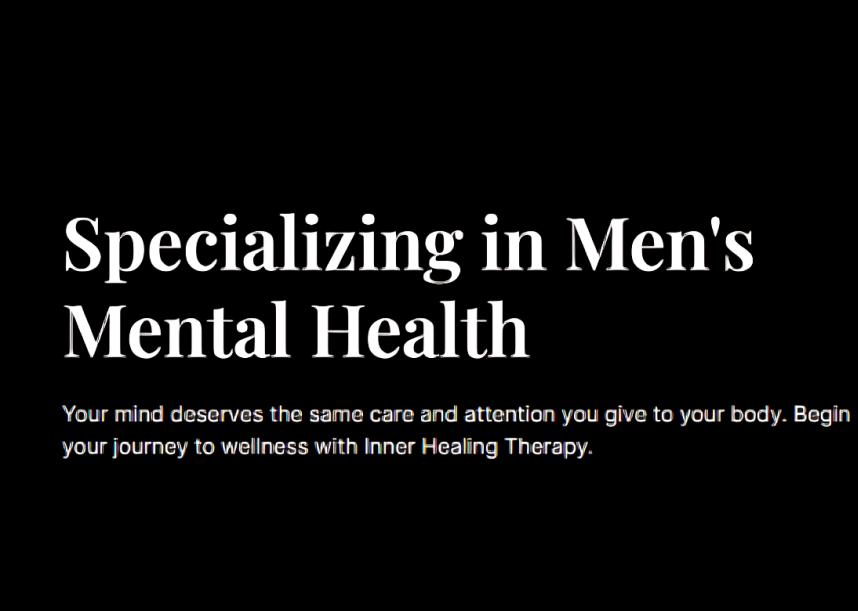 Specializing in Men's
Mental Health
Your mind deserves the same care and attention you give to your body. Begin
your journey to wellness with Inner Healing Therapy.